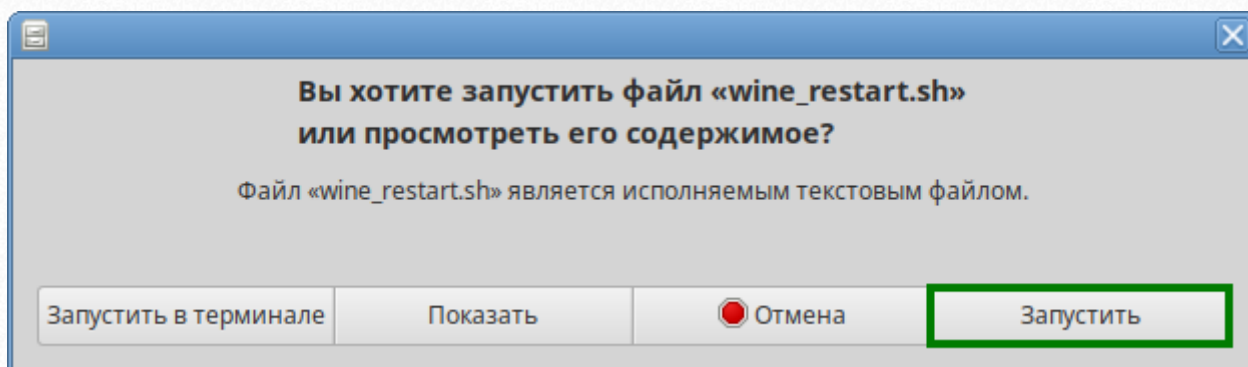 Вы хотите запустить файл «wine_restart.sh»
или просмотреть его содержимое?
Файл «wine_restart.sh» является исполняемым текстовым файлом.
Запустить в терминале Показать Отмена Запустить